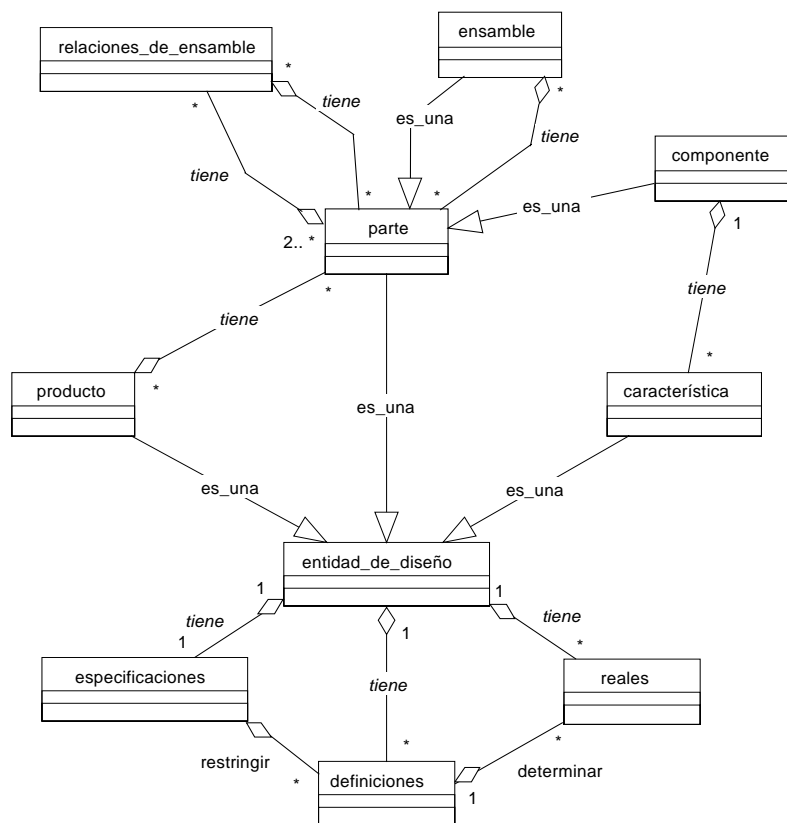 relaciones_de_ensamble
ensamble
*
*
*
tiene
es_una
tiene
componente
tiene
es_una
1
*
*
parte
2.. *
*
tiene
tiene
producto
*
*
característica
es_una
es_una
es_una
entidad_de_diseño
1
1
1
tiene
tiene
1
*
especificaciones
reales
tiene
restringir
*
*
*
determinar
definiciones
1